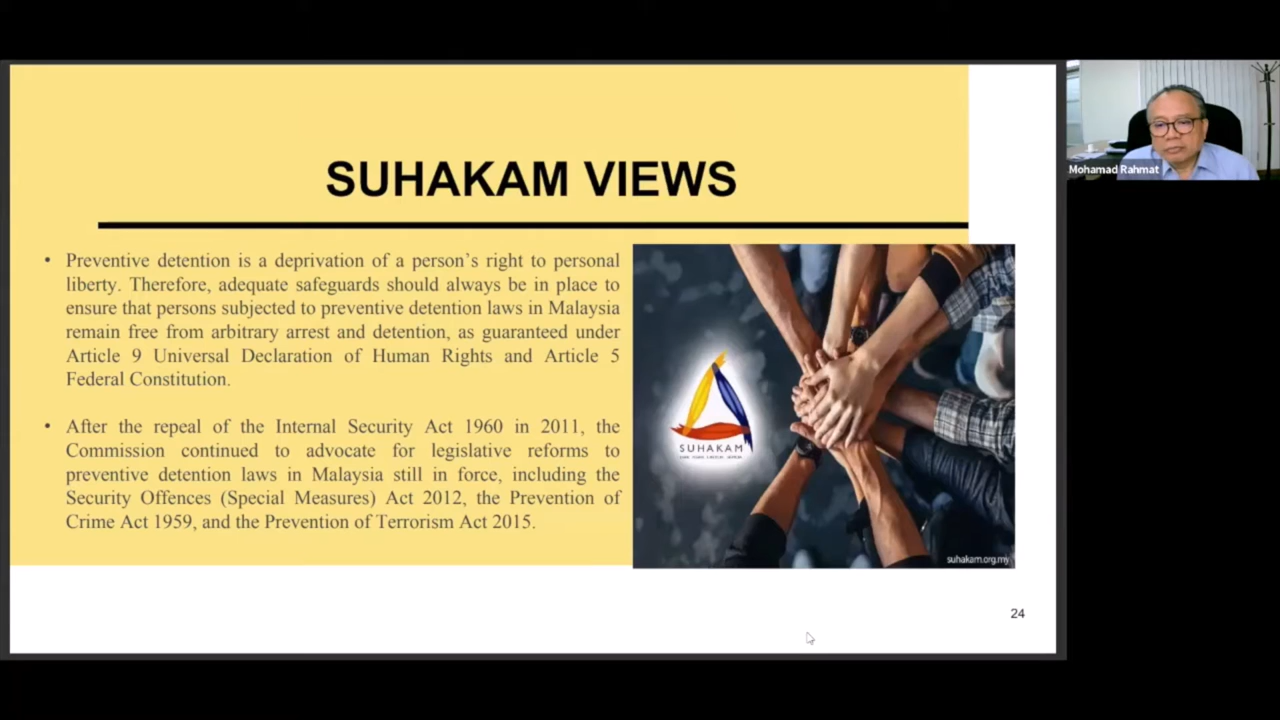 SUHAKAM VIEWS
• Preventive detention is a deprivation of a person's right to personal
liberty. Therefore, adequate safeguards should always be in place to
ensure that persons subjected to preventive detention laws in Malaysia
remain free from arbitrary arrest and detention, as guaranteed under
Article 9 Universal Declaration of Human Rights and Article 5
Federal Constitution.
• After the repeal of the Internal Security Act 1960 in 2011, the
Commission continued to advocate for legislative reforms to
preventive detention laws in Malaysia still in force, including the
Security Offences (Special Measures) Act 2012, the Prevention of
Crime Act 1959, and the Prevention of Terrorism Act 2015.
SUHAKAM
suhakam.org.my
24
Mohamad Rahmat